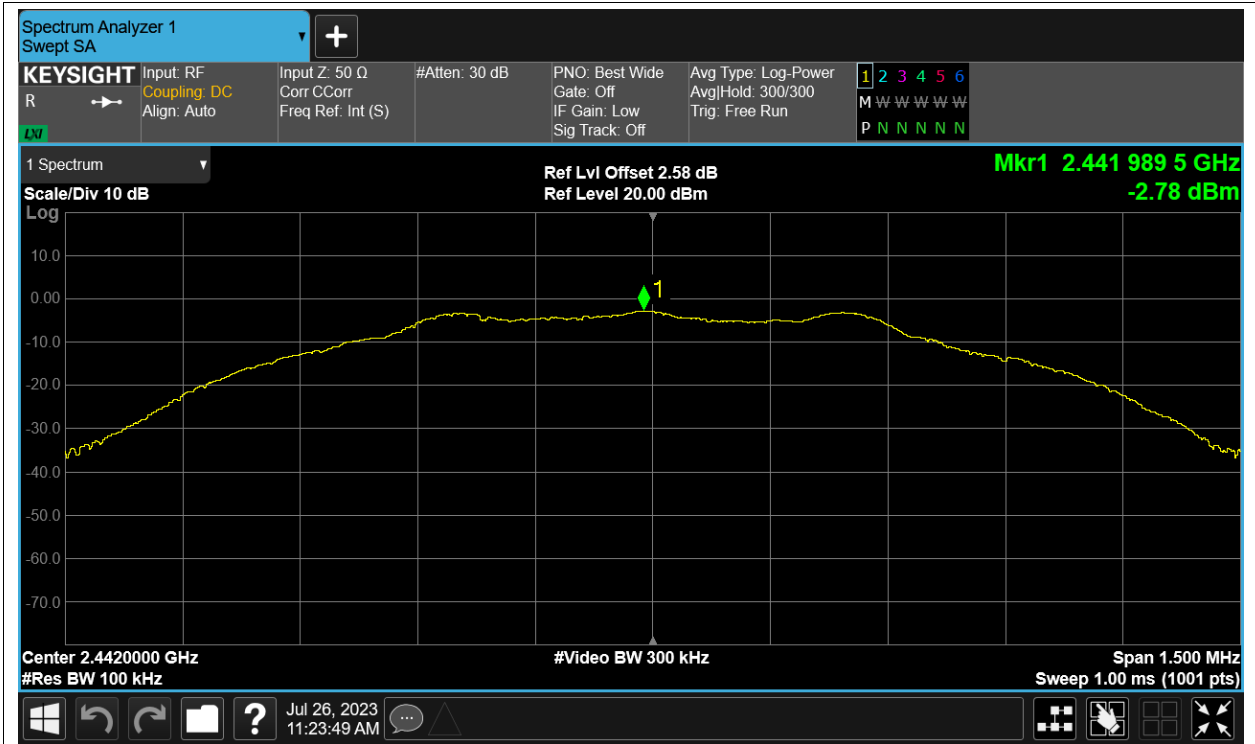 Spectrum Analyzer 1
Swept SA
KEYSIGHT
R
LXI
Input: RF
Coupling: DC
Align: Auto
Input Z: 50 Ω
Corr CCorr
Freq Ref: Int (S)
#Atten: 30 dB
PNO: Best Wide
Gate: Off
IF Gain: Low
Sig Track: Off
Avg Type: Log-Power
Avg|Hold: 300/300
Trig: Free Run
1 2 3 4 5 6
M W W W W W
P N N N N N
1 Spectrum
Scale/Div 10 dB
Log
Ref Lvl Offset 2.58 dB
Ref Level 20.00 dBm
Mkr1 2.441 989 5 GHz
-2.78 dBm
10.0
0.00
-10.0
-20.0
-30.0
-40.0
-50.0
-60.0
-70.0
1
Center 2.4420000 GHz
#Res BW 100 kHz
#Video BW 300 kHz
Span 1.500 MHz
Sweep 1.00 ms (1001 pts)
?
Jul 26, 2023
11:23:49 AM